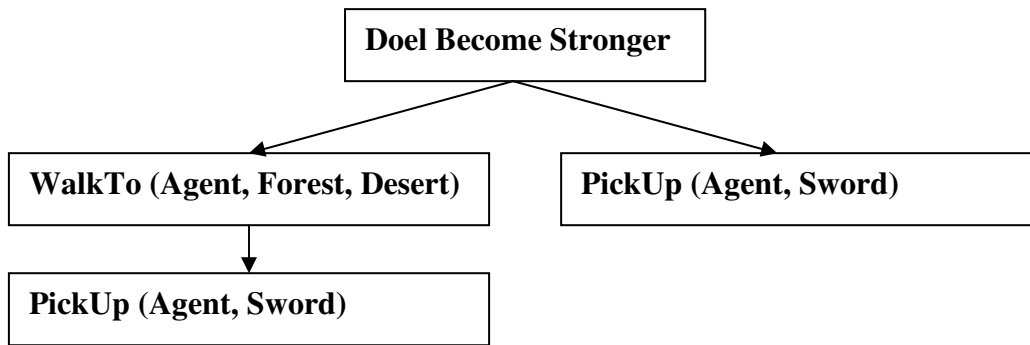 Doel Become Stronger
WalkTo (Agent, Forest, Desert)
PickUp (Agent, Sword)
PickUp (Agent, Sword)